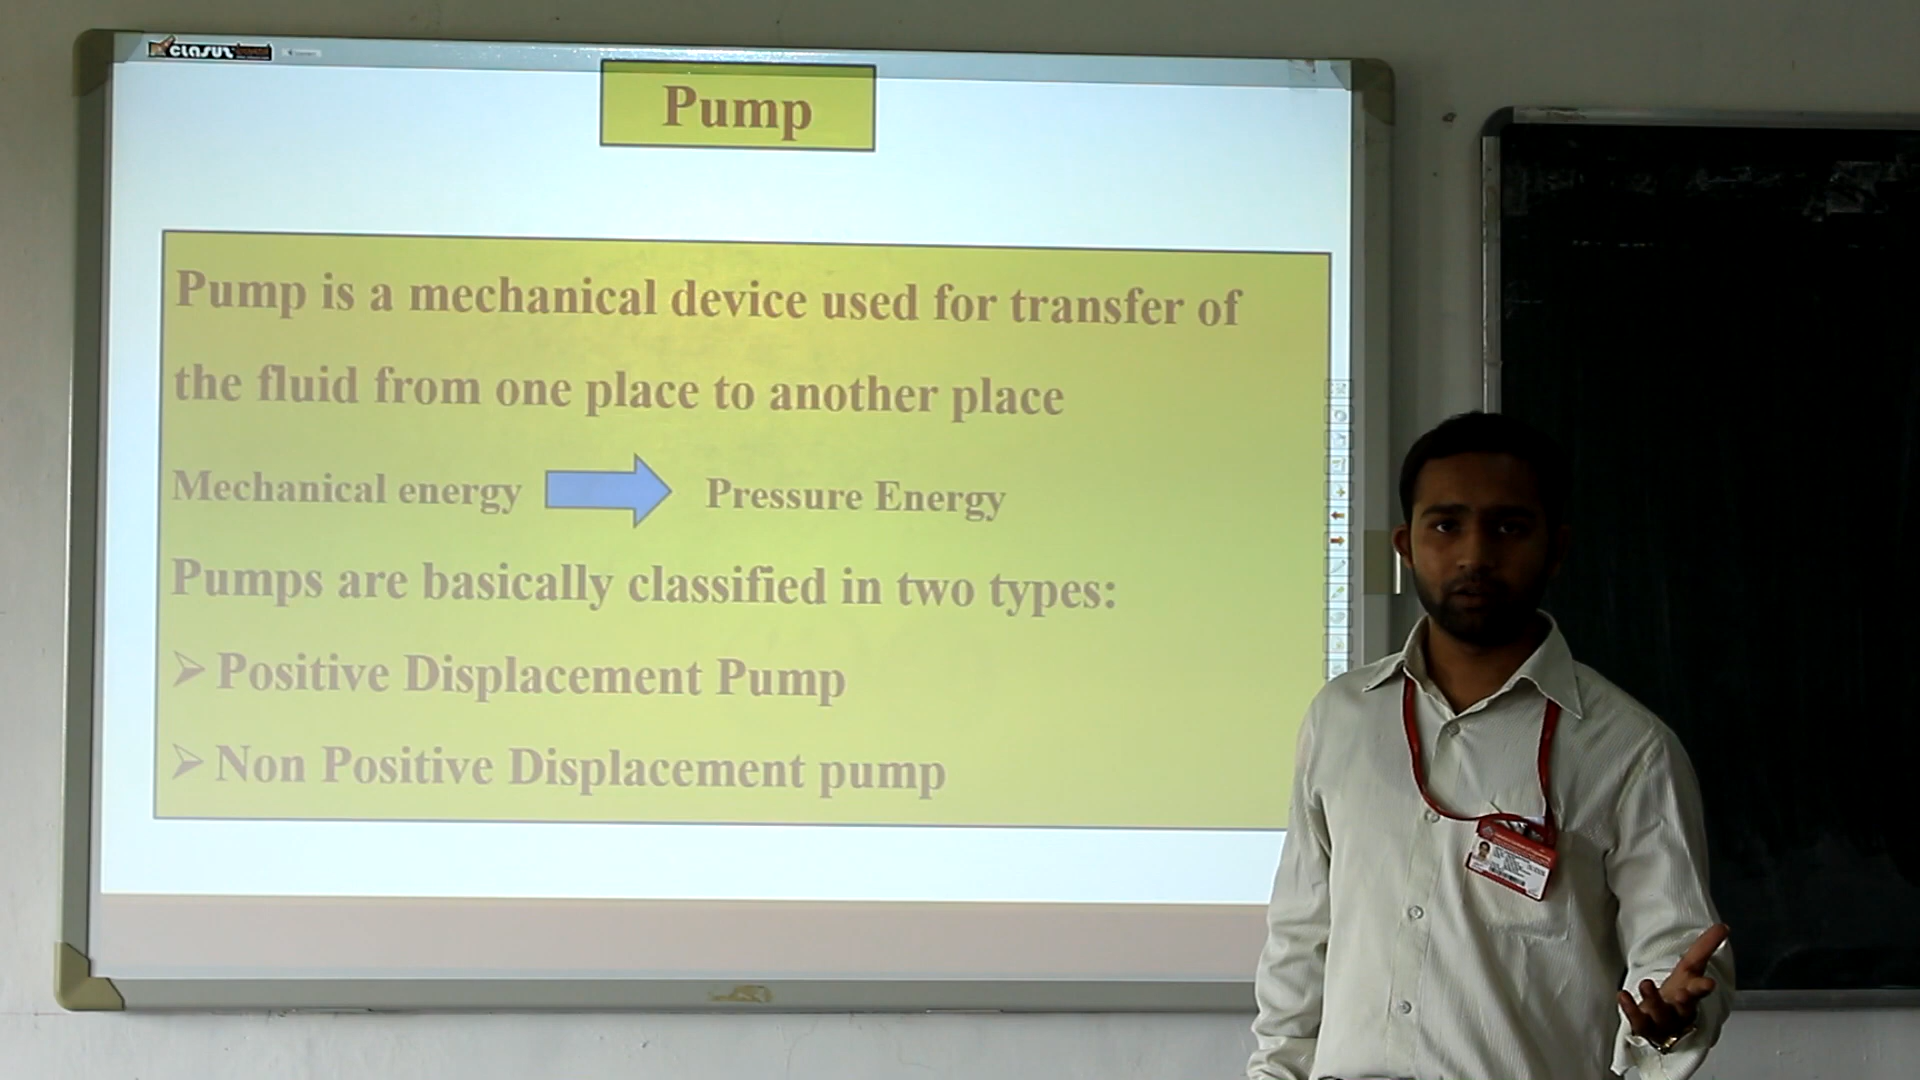 CLASUS
Pump
Pump is a mechanical device used for transfer of
the fluid from one place to another place
Mechanical energy
Pressure Energy
Pumps are basically classified in two types:
➢ Positive Displacement Pump
➢ Non Positive Displacement pump